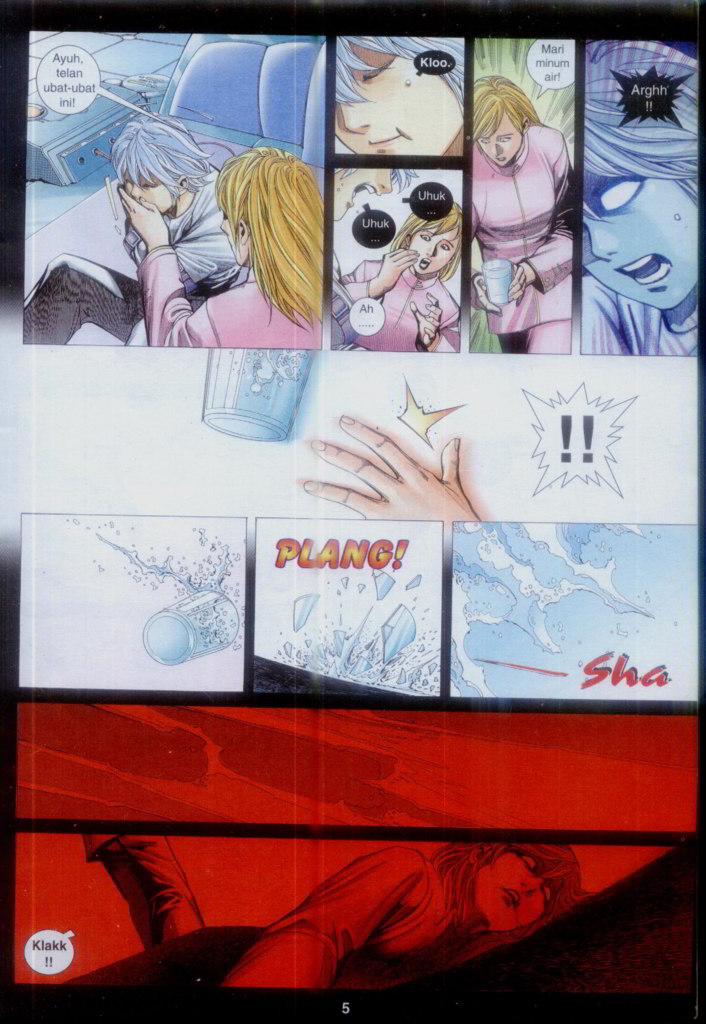 Ayuh,
telan
ubat-ubat
ini!
Kloo.
Uhuk
...
Uhuk
...
Ah
.....
Mari
minum
air!
Arghh
!!
!!
PLANG!
Sha
Klakk
!!
5